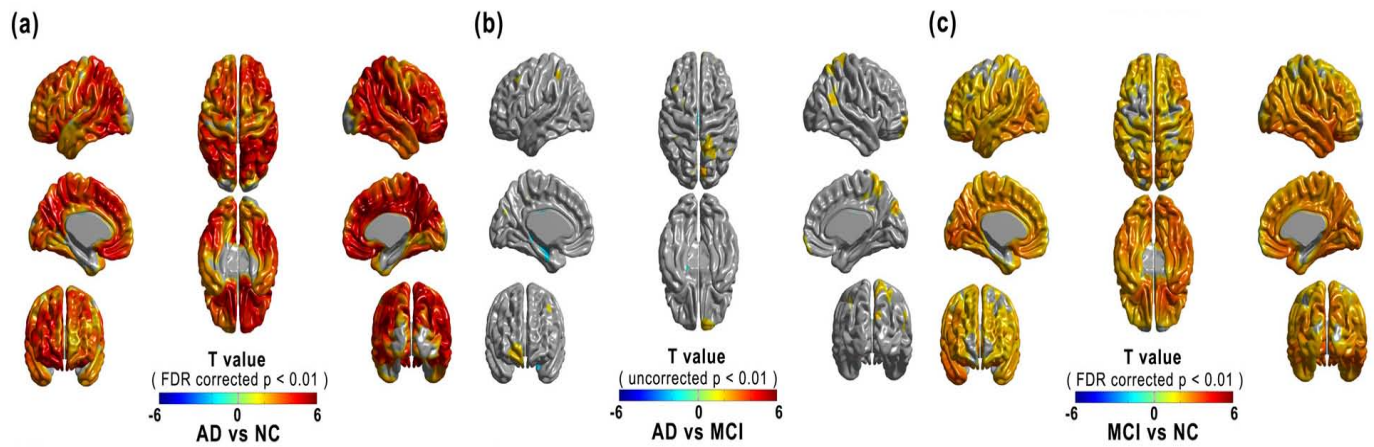 (a)
T value
( FDR corrected p < 0.01 )
-6 0 6
AD vs NC
(b)
T value
( uncorrected p < 0.01 )
-6 0 6
AD vs MCI
(c)
T value
( FDR corrected p < 0.01 )
-6 0 6
MCI vs NC